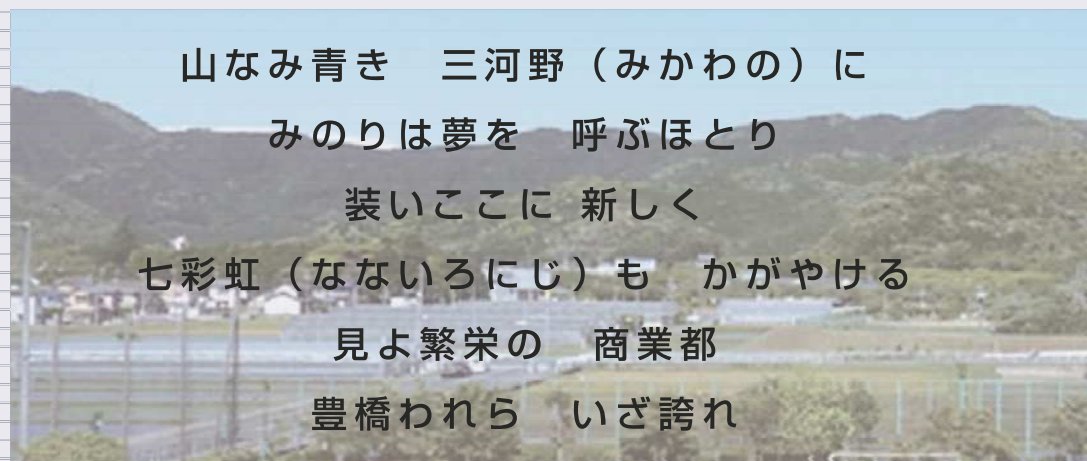 山なみ青き　三河野（みかわの）に
みのりは夢を　呼ぶほとり
装いここに 新しく
七彩虹（なないろにじ）も　かがやける
見よ繁栄の　商業都
豊橋われら　いざ誇れ